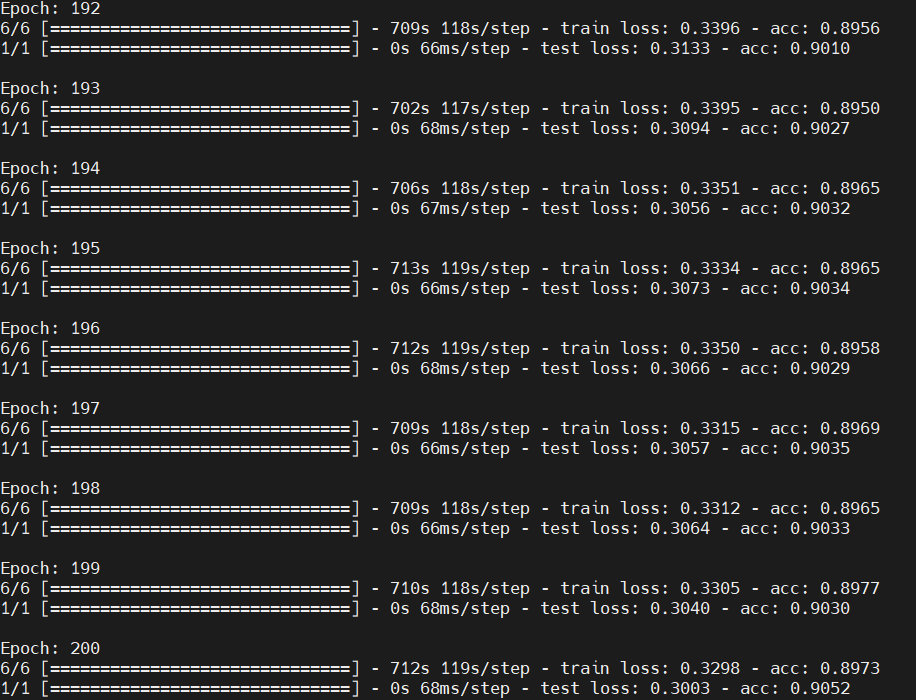 Epoch: 192
6/6 [==============================] - 709s 118s/step - train loss: 0.3396 - acc: 0.8956
1/1 [==============================] - 0s 66ms/step - test loss: 0.3133 - acc: 0.9010
Epoch: 193
6/6 [==============================] - 702s 117s/step - train loss: 0.3395 - acc: 0.8950
1/1 [==============================] - 0s 68ms/step - test loss: 0.3094 - acc: 0.9027
Epoch: 194
6/6 [==============================] - 706s 118s/step - train loss: 0.3351 - acc: 0.8965
1/1 [==============================] - 0s 67ms/step - test loss: 0.3056 - acc: 0.9032
Epoch: 195
6/6 [==============================] - 713s 119s/step - train loss: 0.3334 - acc: 0.8965
1/1 [==============================] - 0s 66ms/step - test loss: 0.3073 - acc: 0.9034
Epoch: 196
6/6 [==============================] - 712s 119s/step - train loss: 0.3350 - acc: 0.8958
1/1 [==============================] - 0s 68ms/step - test loss: 0.3066 - acc: 0.9029
Epoch: 197
6/6 [==============================] - 709s 118s/step - train loss: 0.3315 - acc: 0.8969
1/1 [==============================] - 0s 66ms/step - test loss: 0.3057 - acc: 0.9035
Epoch: 198
6/6 [==============================] - 709s 118s/step - train loss: 0.3312 - acc: 0.8965
1/1 [==============================] - 0s 66ms/step - test loss: 0.3064 - acc: 0.9033
Epoch: 199
6/6 [==============================] - 710s 118s/step - train loss: 0.3305 - acc: 0.8977
1/1 [==============================] - 0s 68ms/step - test loss: 0.3040 - acc: 0.9030
Epoch: 200
6/6 [==============================] - 712s 119s/step - train loss: 0.3298 - acc: 0.8973
1/1 [==============================] - 0s 68ms/step - test loss: 0.3003 - acc: 0.9052